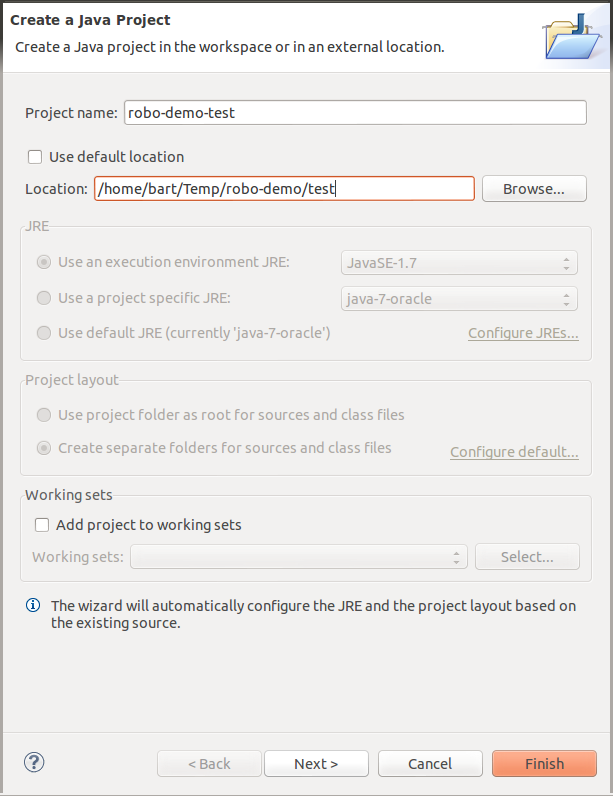 Create a Java Project
Create a Java project in the workspace or in an external location.
Project name: robo-demo-test
Use default location
Location: /home/bart/Temp/robo-demo/test Browse...
JRE
Use an execution environment JRE: JavaSE-1.7
Use a project specific JRE: java-7-oracle
Use default JRE (currently 'java-7-oracle') Configure JREs...
Project layout
Use project folder as root for sources and class files
Create separate folders for sources and class files Configure default...
Working sets
Add project to working sets
Working sets: Select...
The wizard will automatically configure the JRE and the project layout based on
the existing source.
? < Back Next > Cancel Finish